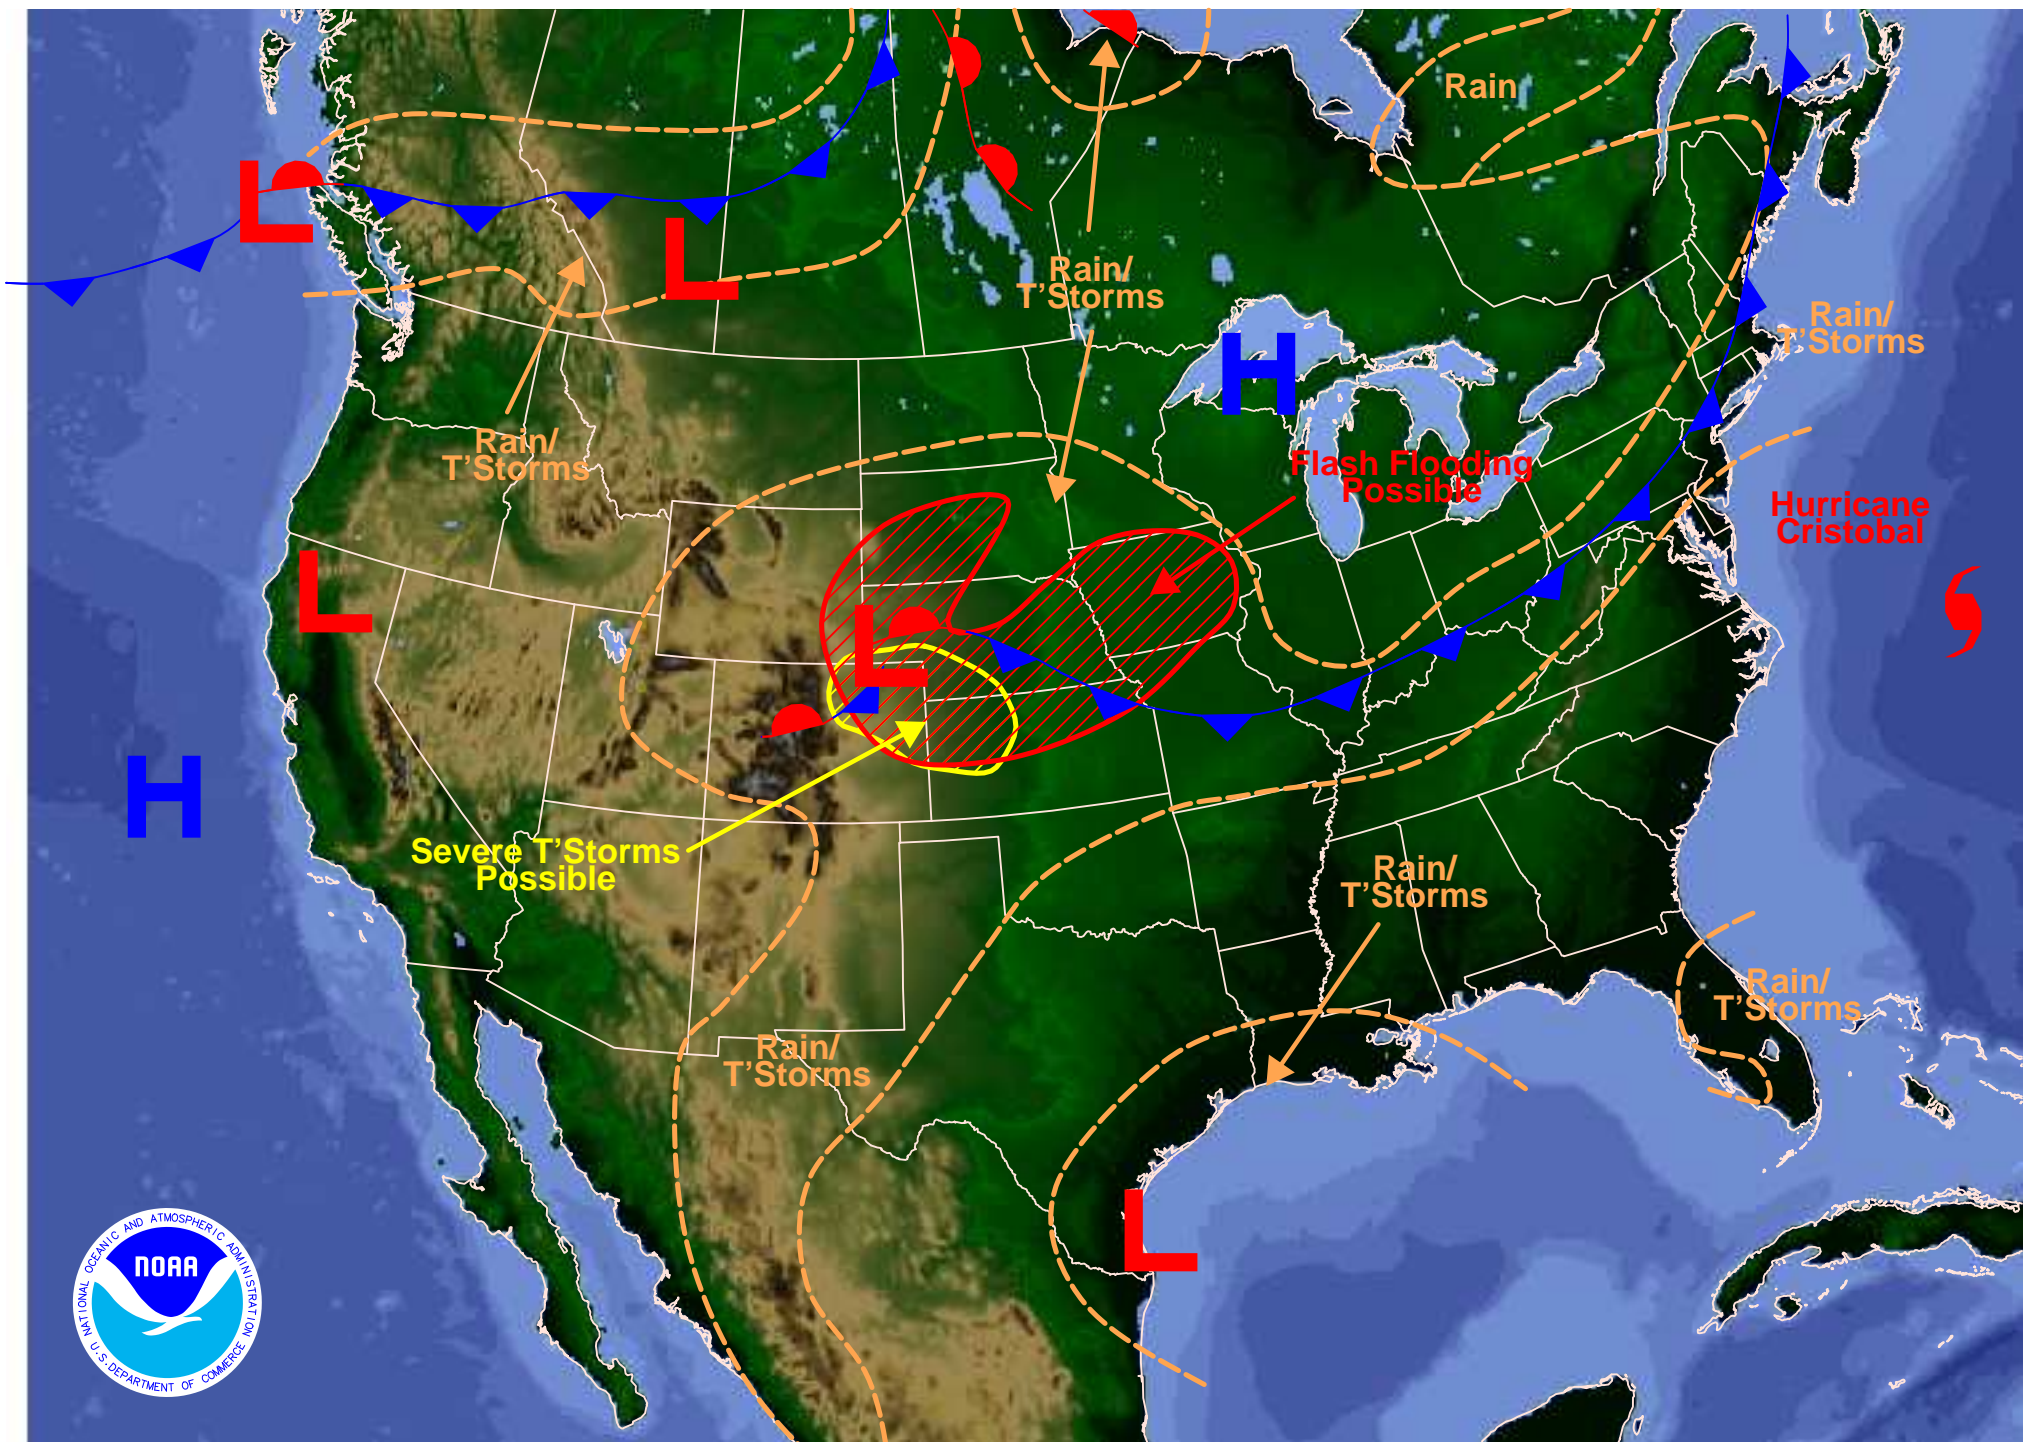 Rain
L
L
Rain/
T'Storms
Rain/
T'Storms
H
Rain/
T'Storms
Flash Flooding
Possible
Hurricane
Cristobal
L
L
H
Severe T'Storms
Possible
Rain/
T'Storms
Rain/
T'Storms
Rain/
T'Storms
L
NATIONAL OCEANIC AND ATMOSPHERIC ADMINISTRATION
NOAA
U.S. DEPARTMENT OF COMMERCE